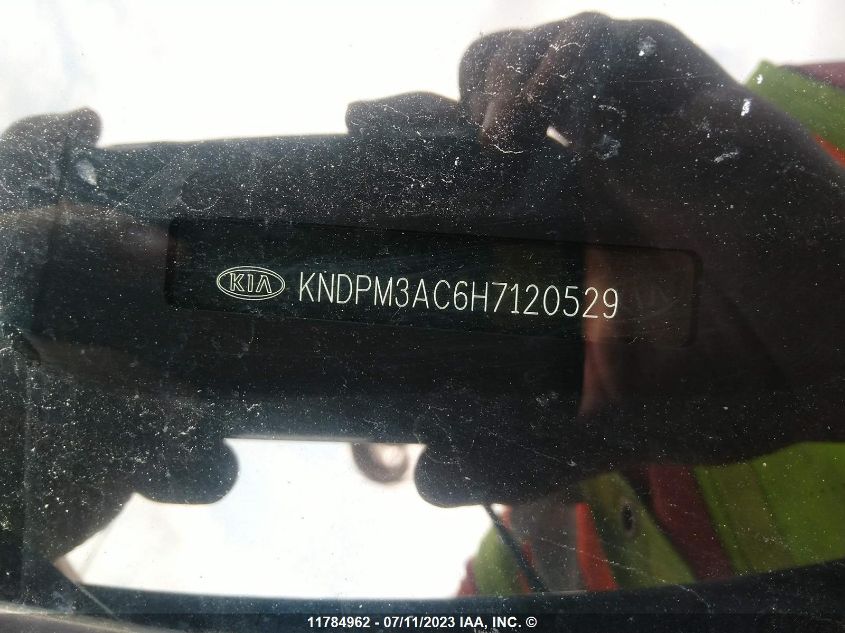 KIA KNDPM3AC6H7120529
11784962 - 07/11/2023 IAA, INC. ©